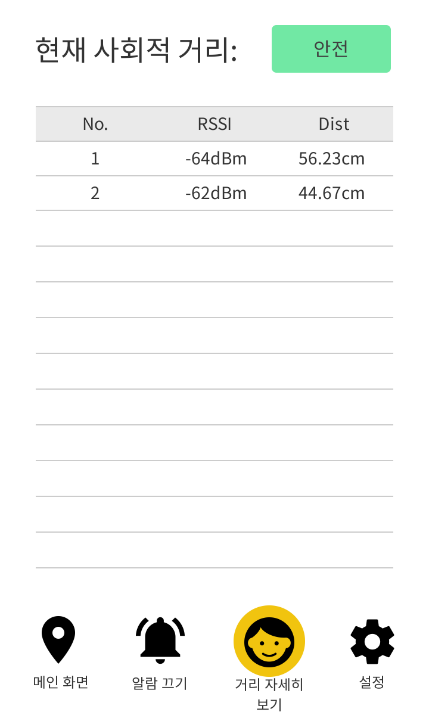 현재 사회적 거리: 안전
No. RSSI Dist
1 -64dBm 56.23cm
2 -62dBm 44.67cm
메인 화면 알람 끄기 거리 자세히 설정
보기